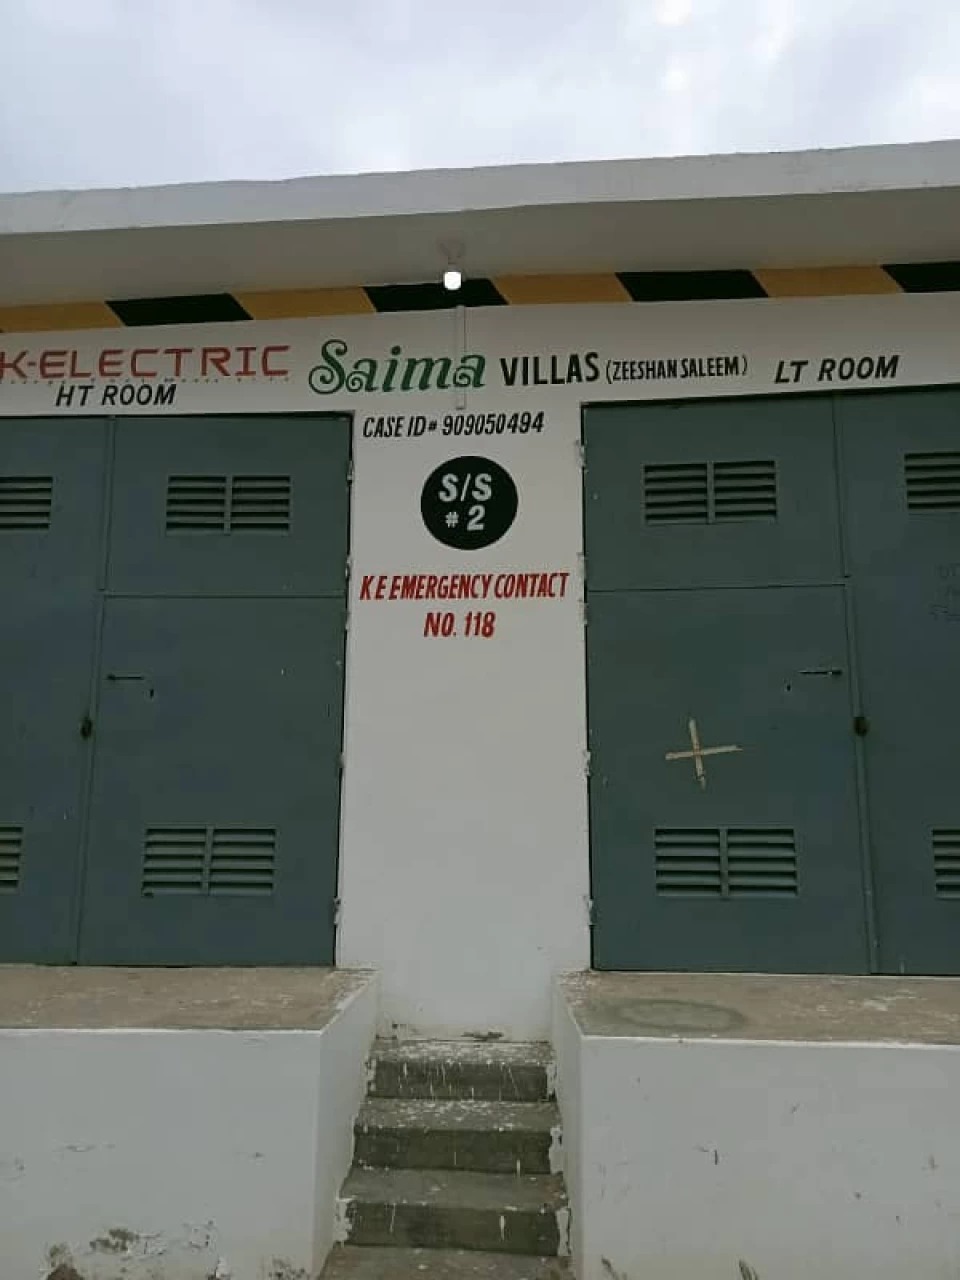 K-ELECTRIC
HT ROOM
Saima VILLAS (ZEESHAN SALEEM)
LT ROOM
CASE ID# 909050494
S/S
# 2
K E EMERGENCY CONTACT
NO. 118